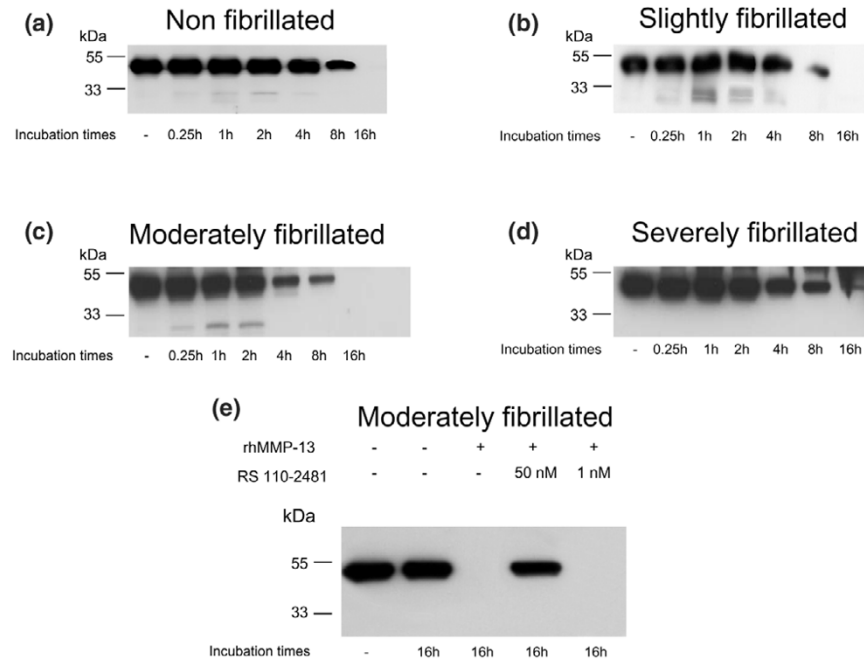 (a) Non fibrillated
kDa
55
33
Incubation times - 0.25h 1h 2h 4h 8h 16h
(b) Slightly fibrillated
kDa
55
33
Incubation times - 0.25h 1h 2h 4h 8h 16h
(c) Moderately fibrillated
kDa
55
33
Incubation times - 0.25h 1h 2h 4h 8h 16h
(d) Severely fibrillated
kDa
55
33
Incubation times - 0.25h 1h 2h 4h 8h 16h
(e) Moderately fibrillated
rhMMP-13 - - + + +
RS 110-2481 - - - 50 nM 1 nM
kDa
55
33
Incubation times - 16h 16h 16h 16h